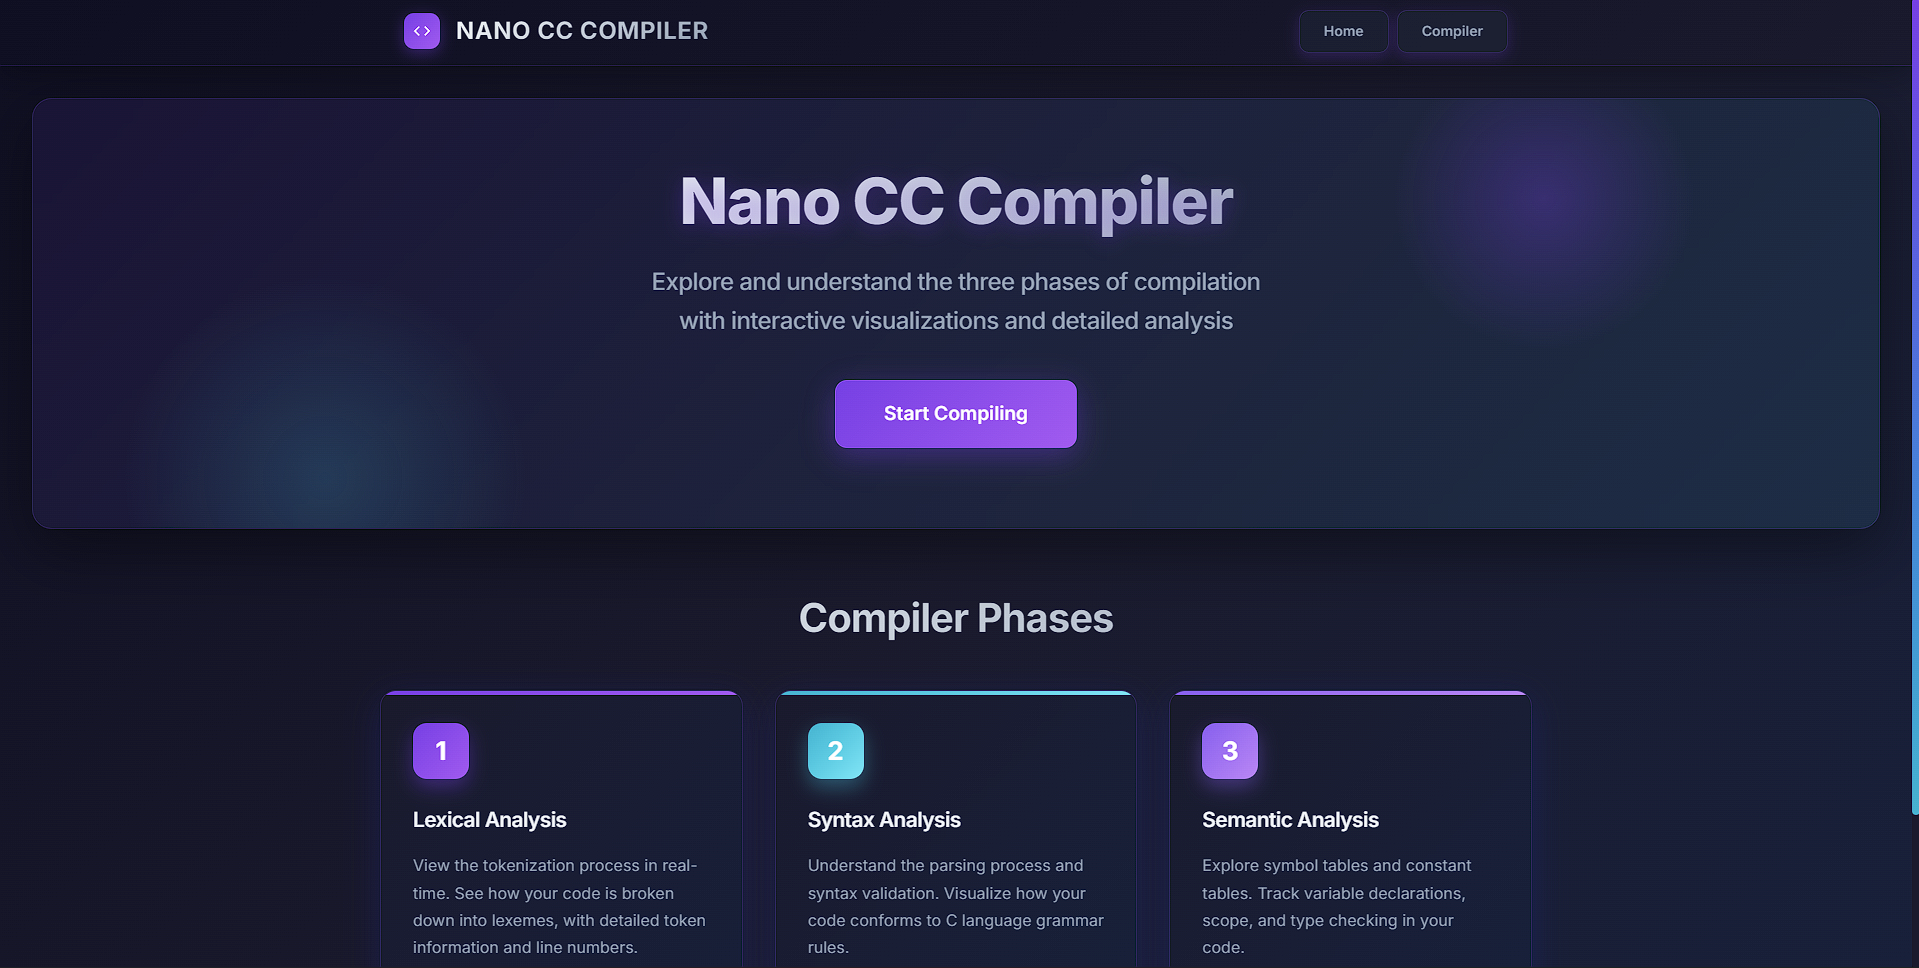 NANO CC COMPILER
Home
Compiler
Nano CC Compiler
Explore and understand the three phases of compilation
with interactive visualizations and detailed analysis
Start Compiling
Compiler Phases
1
Lexical Analysis
View the tokenization process in real-
time. See how your code is broken
down into lexemes, with detailed token
information and line numbers.
2
Syntax Analysis
Understand the parsing process and
syntax validation. Visualize how your
code conforms to C language grammar
rules.
3
Semantic Analysis
Explore symbol tables and constant
tables. Track variable declarations,
scope, and type checking in your
code.